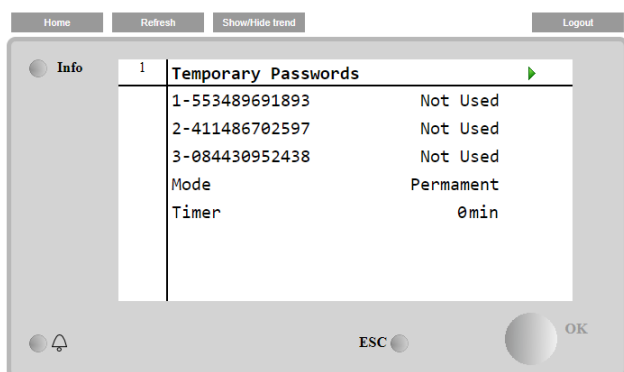 Home Refresh Show/Hide trend Logout
Info
1 Temporary Passwords
1-553489691893 Not Used
2-411486702597 Not Used
3-084430952438 Not Used
Mode Permament
Timer 0min
ESC
OK